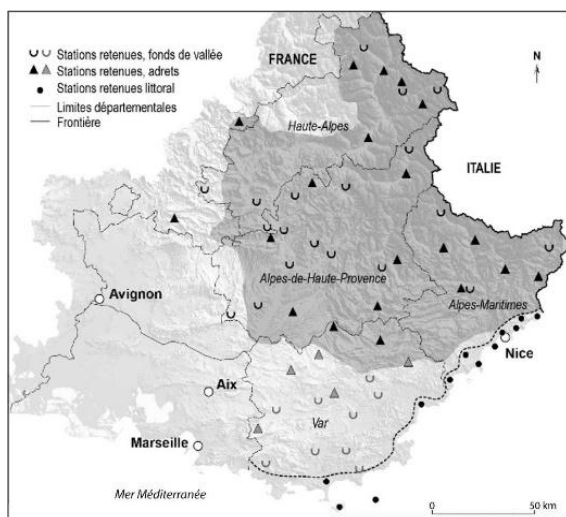 Stations retenues, fonds de vallée
Stations retenues, adrets
Stations retenues littoral
Limites départementales
Frontière
FRANCE
N
Haute-Alpes
ITALIE
Avignon
Alpes-de-Haute-Provence
Alpes-Mantimes
Nice
Aix
Var
Marseille
Mer Méditerranée
0
50 km